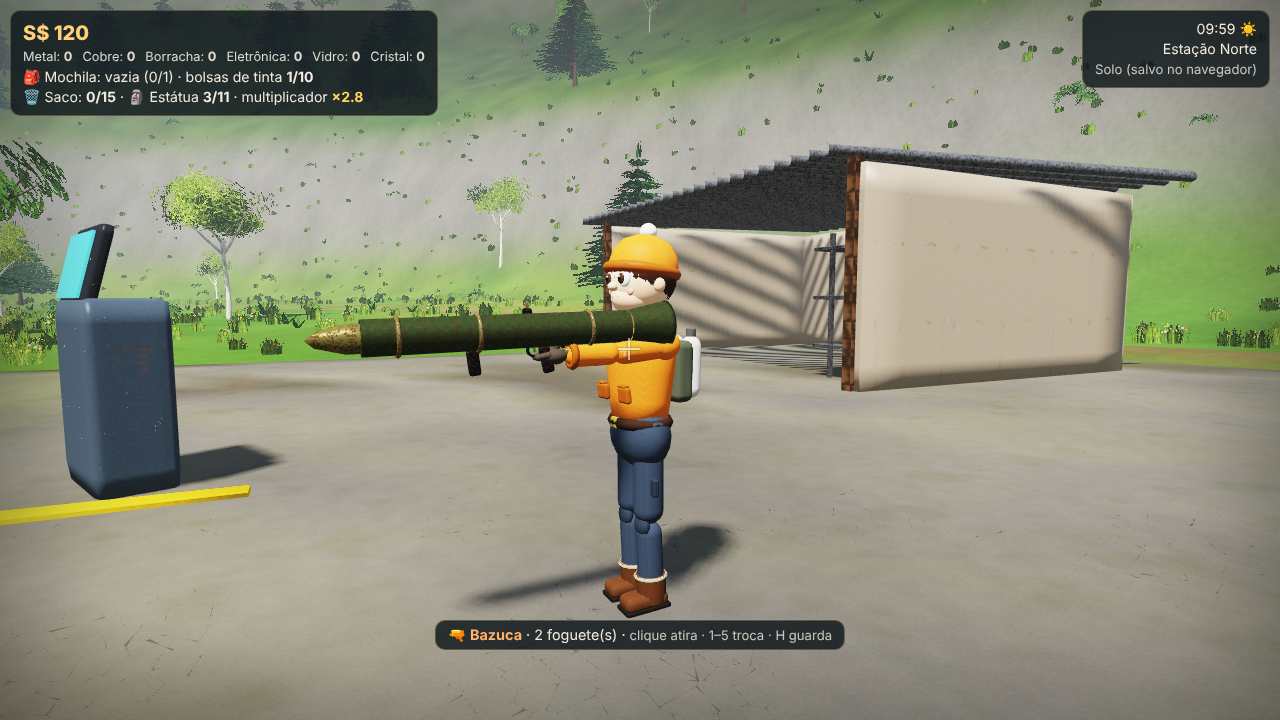 S$ 120
Metal: 0 Cobre: 0 Borracha: 0 Eletrônica: 0 Vidro: 0 Cristal: 0
Mochila: vazia (0/1) · bolsas de tinta 1/10
Saco: 0/15 · Estátua 3/11 · multiplicador ×2.8
09:59
Estação Norte
Solo (salvo no navegador)
Bazuca · 2 foguete(s) · clique atira · 1–5 troca · H guarda